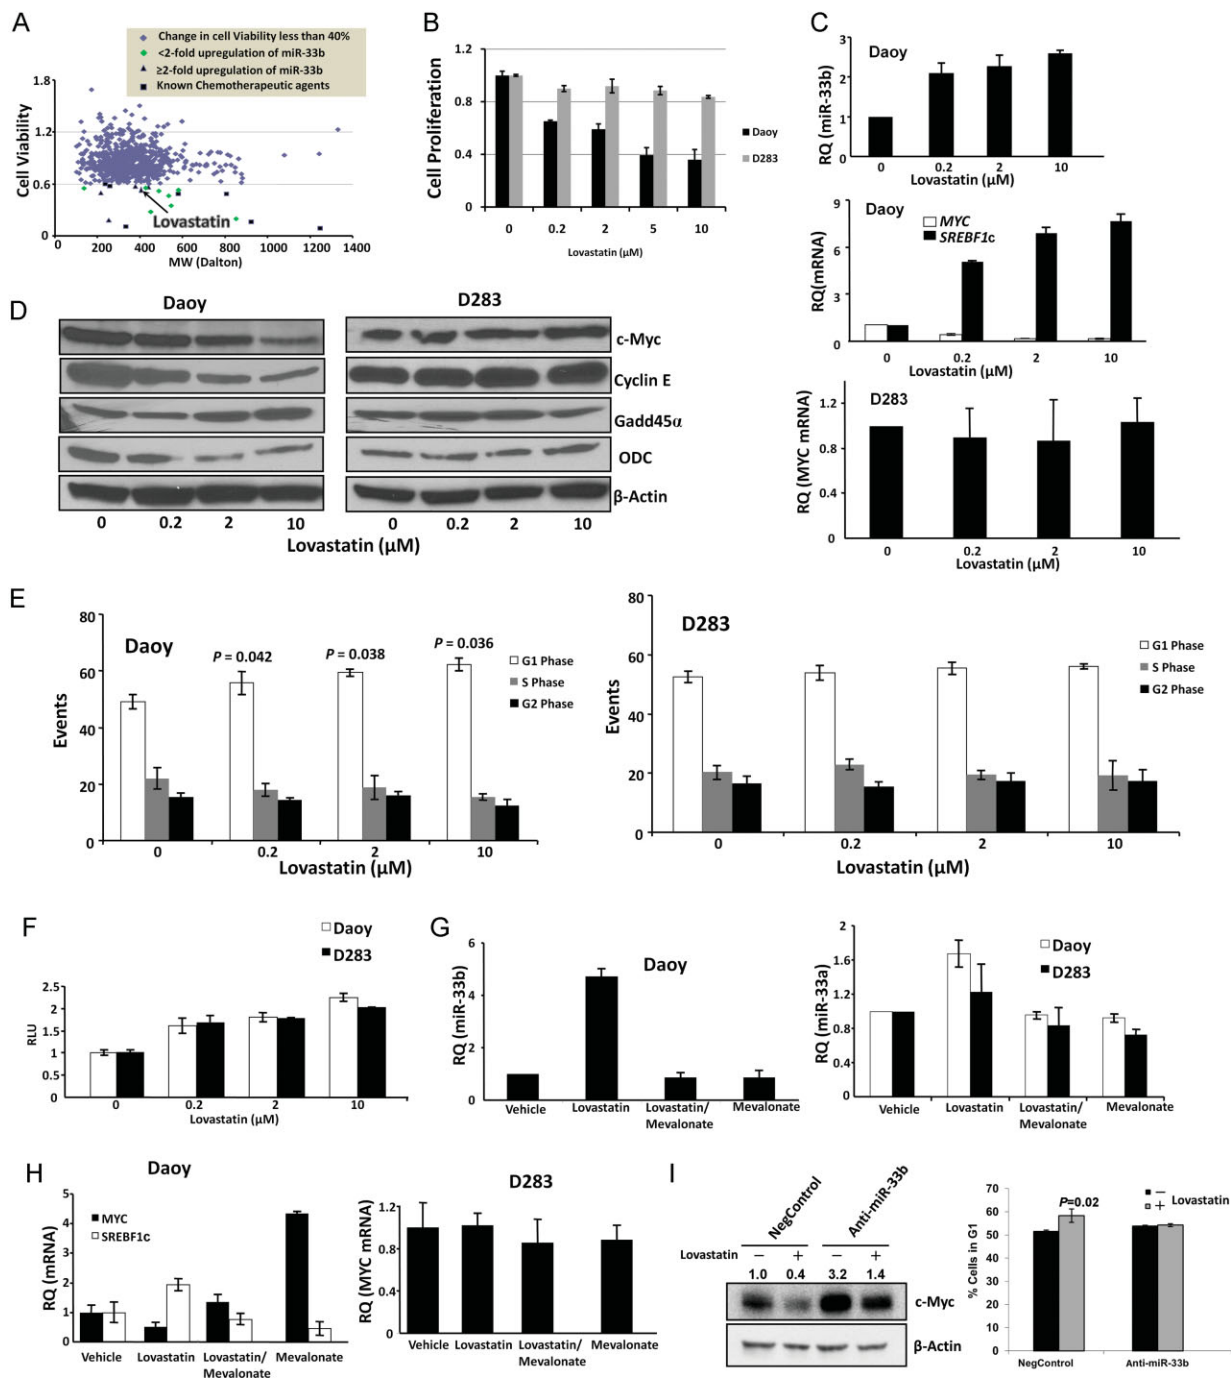 A
Change in cell Viability less than 40%
<2-fold upregulation of miR-33b
≥2-fold upregulation of miR-33b
Known Chemotherapeutic agents
Cell Viability
1.8
1.2
0.6
0
Lovastatin
0 200 400 600 800 1000 1200 1400
MW (Dalton)
B
Cell Proliferation
1.2
0.8
0.4
0
Daoy
D283
0 0.2 2 5 10
Lovastatin (µM)
C
Daoy
RQ (miR-33b)
3
2
1
0
0 0.2 2 10
Lovastatin (µM)
Daoy
MYC
SREBF1c
RQ(mRNA)
9
6
3
0
0 0.2 2 10
Lovastatin (µM)
D283
RQ (MYC mRNA)
1.2
0.8
0.4
0
0 0.2 2 10
Lovastatin (µM)
D
Daoy D283
c-Myc
Cyclin E
Gadd45α
ODC
β-Actin
0 0.2 2 10 0 0.2 2 10
Lovastatin (µM)
E
Daoy
Events
80
60
40
20
0
P = 0.042 P = 0.038 P = 0.036
G1 Phase
S Phase
G2 Phase
0 0.2 2 10
Lovastatin (µM)
D283
Events
80
60
40
20
0
G1 Phase
S Phase
G2 Phase
0 0.2 2 10
Lovastatin (µM)
F
Daoy
D283
RLU
2.5
2
1.5
1
0.5
0
0 0.2 2 10
Lovastatin (µM)
G
Daoy
RQ (miR-33b)
6
4
2
0
Vehicle Lovastatin Lovastatin/ Mevalonate
Mevalonate
Daoy
D283
RQ (miR-33a)
2
1.6
1.2
0.8
0.4
0
Vehicle Lovastatin Lovastatin/ Mevalonate
Mevalonate
H
Daoy
MYC
SREBF1c
RQ (mRNA)
5
4
3
2
1
0
Vehicle Lovastatin Lovastatin/ Mevalonate
Mevalonate
D283
RQ (MYC mRNA)
1.2
0.8
0.4
0
Vehicle Lovastatin Lovastatin/ Mevalonate
Mevalonate
I
NegControl Anti-miR-33b
Lovastatin − + − +
1.0 0.4 3.2 1.4
c-Myc
β-Actin
% Cells in G1
70
60
50
40
30
20
10
0
P=0.02
− Lovastatin
+
NegControl Anti-miR-33b